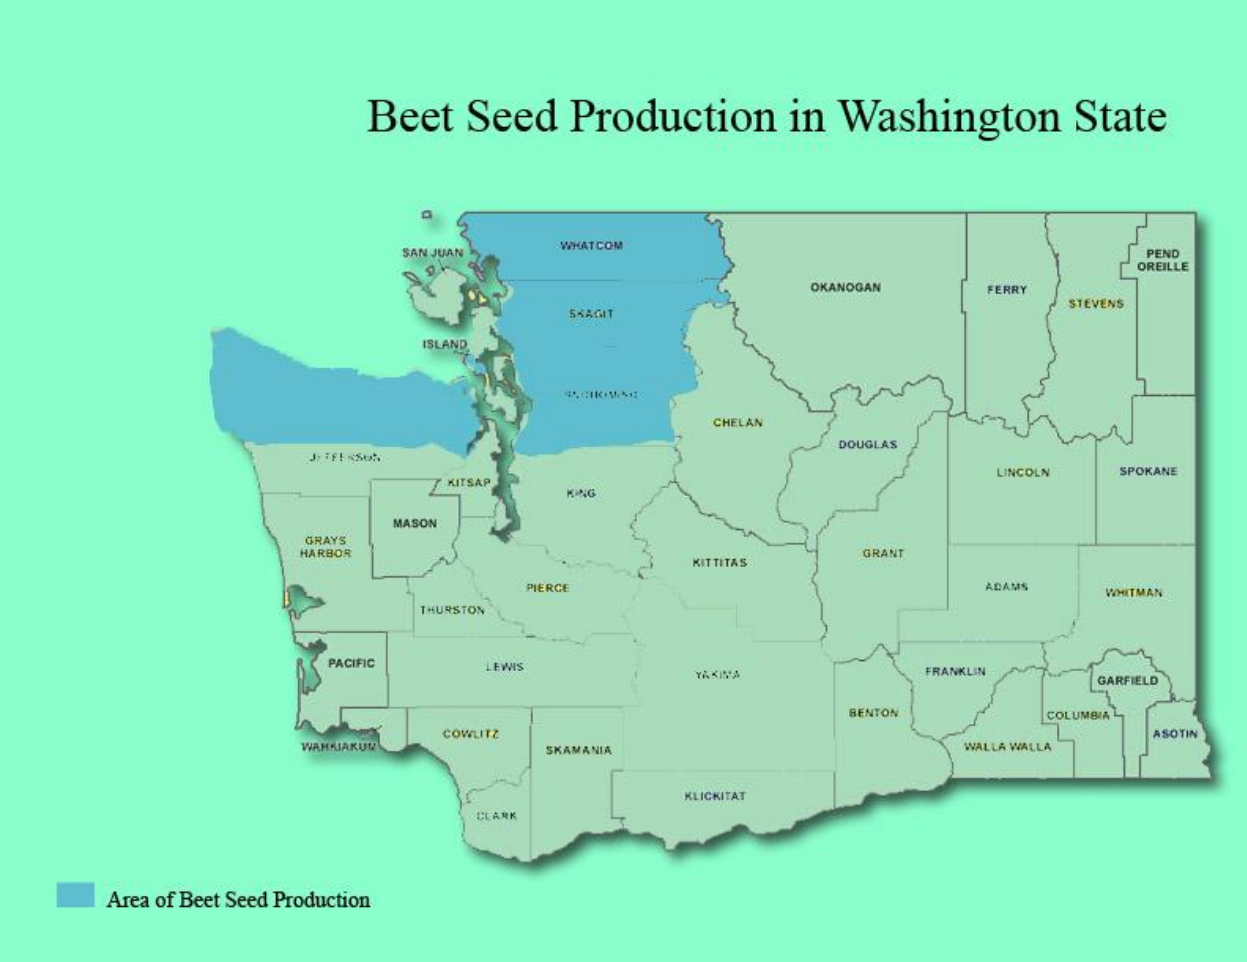 Beet Seed Production in Washington State
WHATCOM
SAN JUAN
PEND
OREILLE
OKANOGAN
FERRY
STEVENS
SKAGIT
ISLAND
SNOHOMISH
CHELAN
DOUGLAS
JEFFERSON
KITSAP
KING
LINCOLN
SPOKANE
MASON
GRAYS
HARBOR
GRANT
KITTITAS
PIERCE
ADAMS
WHITMAN
THURSTON
PACIFIC
LEWIS
YAKIMA
FRANKLIN
GARFIELD
BENTON
COLUMBIA
ASOTIN
COWLITZ
WAHKIAKUM
SKAMANIA
WALLA WALLA
KLICKITAT
CLARK
Area of Beet Seed Production